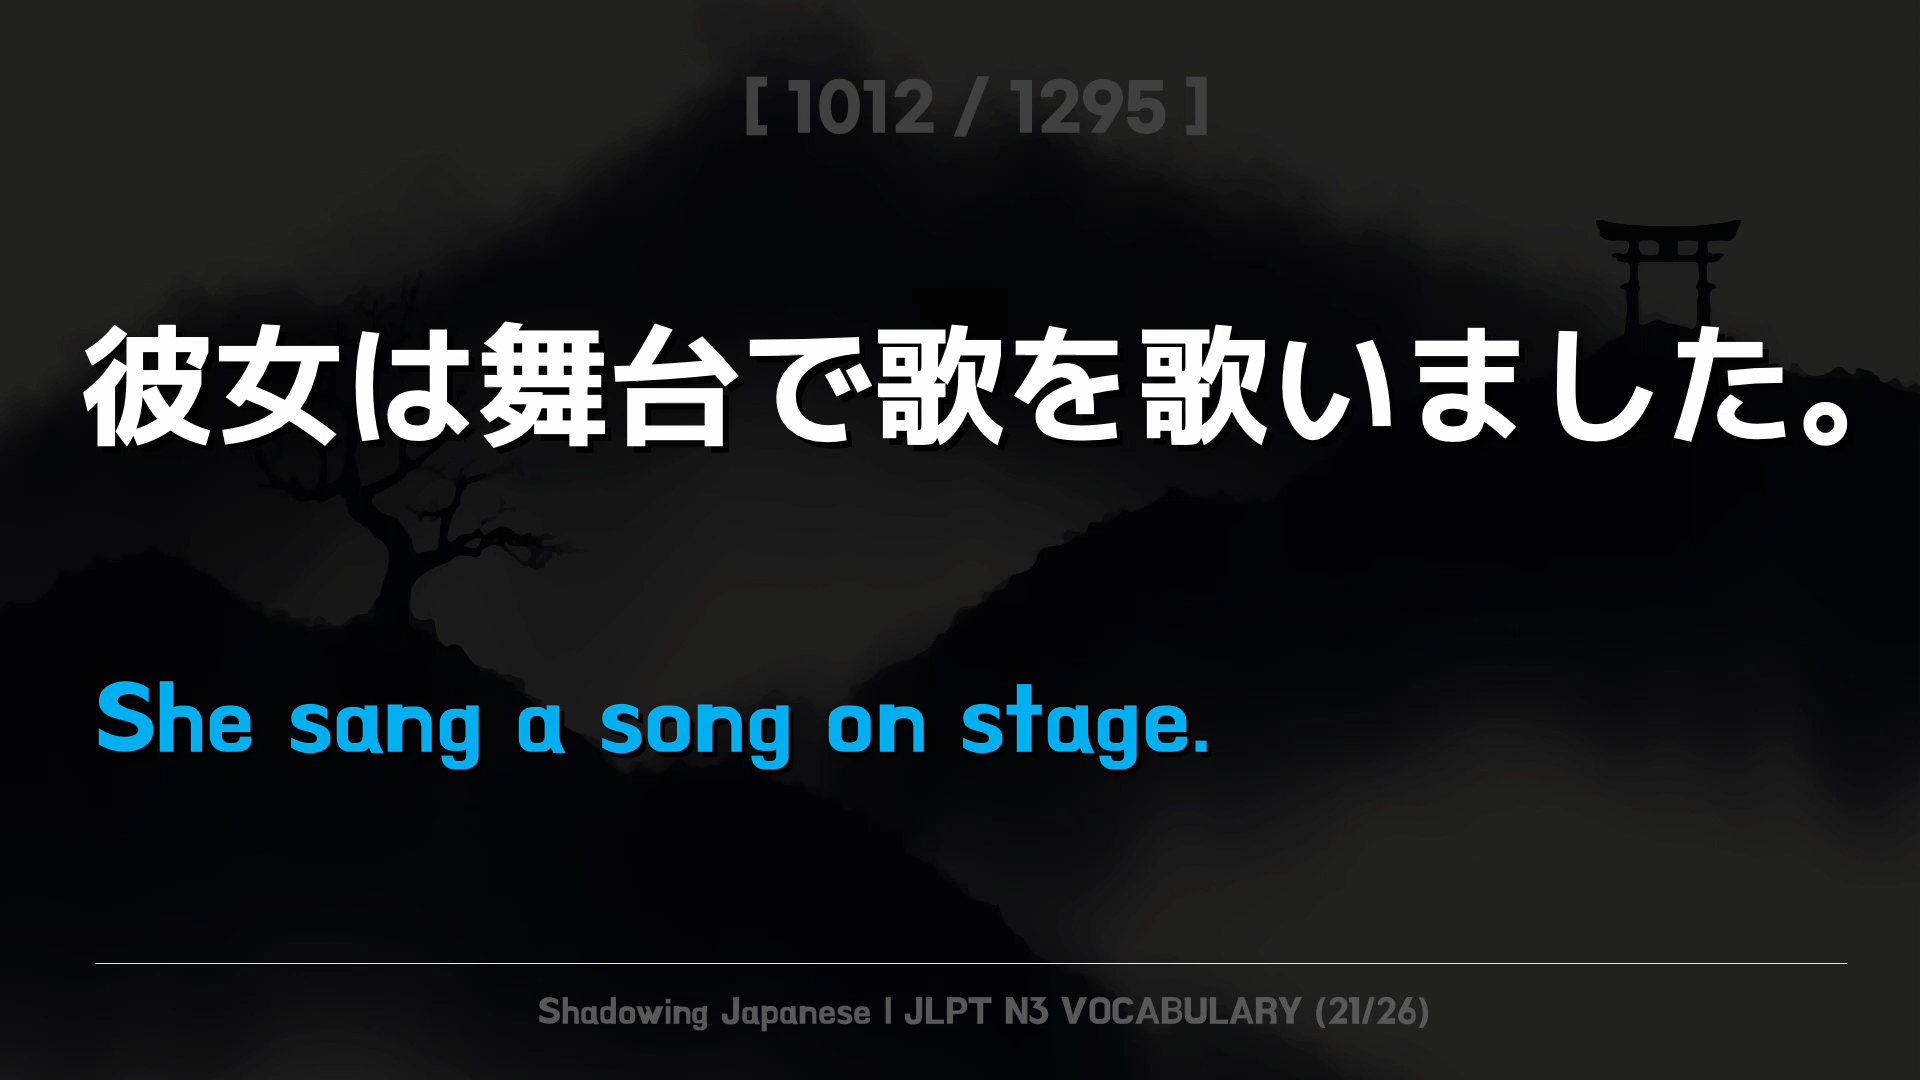 [ 1012 / 1295 ]
彼女は舞台で歌を歌いました。
She sang a song on stage.
Shadowing Japanese | JLPT N3 VOCABULARY (21/26)